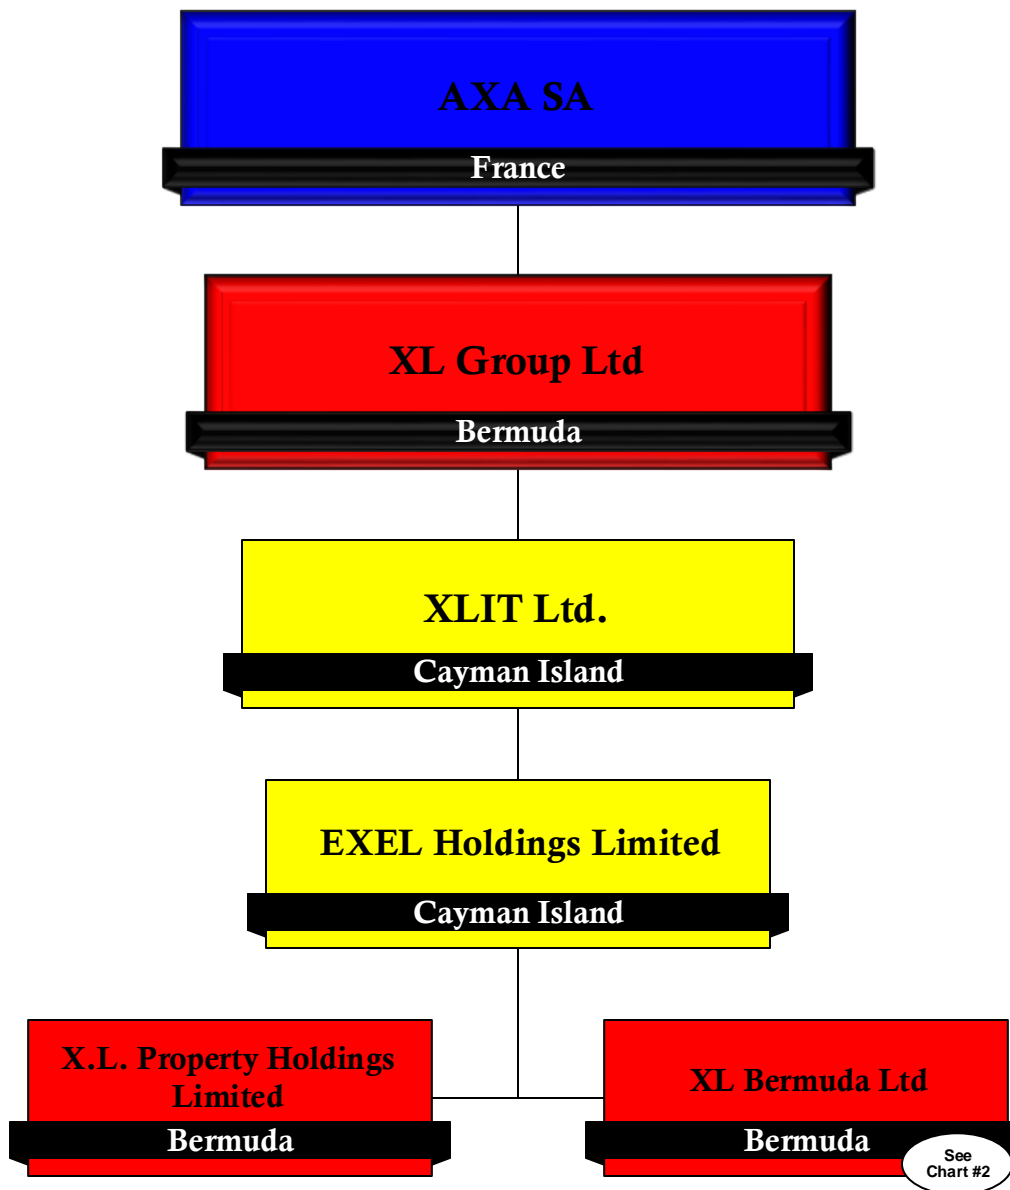 AXA SA
France
XL Group Ltd
Bermuda
XLIT Ltd.
Cayman Island
EXEL Holdings Limited
Cayman Island
X.L. Property Holdings
Limited
Bermuda
XL Bermuda Ltd
Bermuda
See
Chart #2